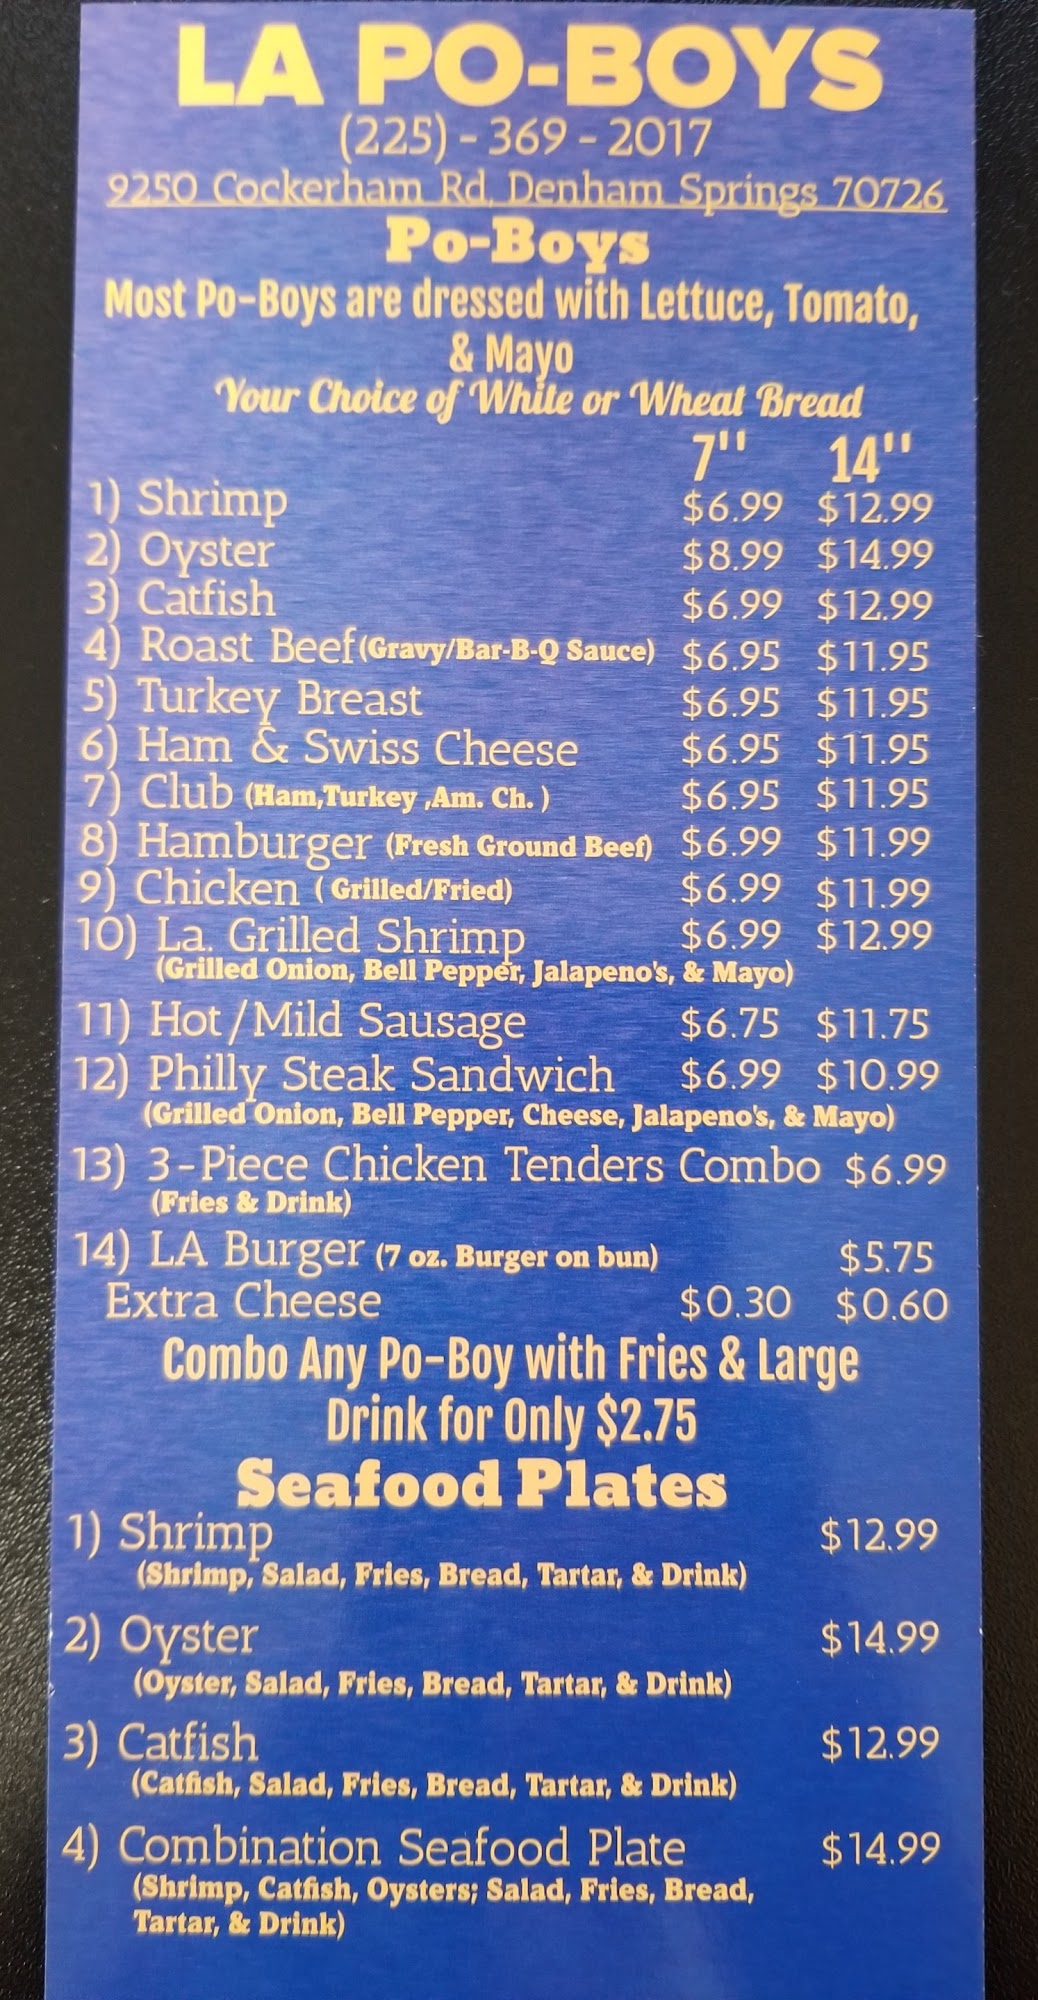 LA PO-BOYS
(225) - 369 - 2017
9250 Cockerham Rd, Denham Springs 70726
Po-Boys
Most Po-Boys are dressed with Lettuce, Tomato,
& Mayo
Your Choice of White or Wheat Bread
7'' 14''
1) Shrimp $6.99 $12.99
2) Oyster $8.99 $14.99
3) Catfish $6.99 $12.99
4) Roast Beef (Gravy/Bar-B-Q Sauce) $6.95 $11.95
5) Turkey Breast $6.95 $11.95
6) Ham & Swiss Cheese $6.95 $11.95
7) Club (Ham,Turkey ,Am. Ch. ) $6.95 $11.95
8) Hamburger (Fresh Ground Beef) $6.99 $11.99
9) Chicken ( Grilled/Fried) $6.99 $11.99
10) La. Grilled Shrimp $6.99 $12.99
(Grilled Onion, Bell Pepper, Jalapeno's, & Mayo)
11) Hot/Mild Sausage $6.75 $11.75
12) Philly Steak Sandwich $6.99 $10.99
(Grilled Onion, Bell Pepper, Cheese, Jalapeno's, & Mayo)
13) 3-Piece Chicken Tenders Combo $6.99
(Fries & Drink)
14) LA Burger (7 oz. Burger on bun) $5.75
Extra Cheese $0.30 $0.60
Combo Any Po-Boy with Fries & Large
Drink for Only $2.75
Seafood Plates
1) Shrimp $12.99
(Shrimp, Salad, Fries, Bread, Tartar, & Drink)
2) Oyster $14.99
(Oyster, Salad, Fries, Bread, Tartar, & Drink)
3) Catfish $12.99
(Catfish, Salad, Fries, Bread, Tartar, & Drink)
4) Combination Seafood Plate $14.99
(Shrimp, Catfish, Oysters; Salad, Fries, Bread,
Tartar, & Drink)